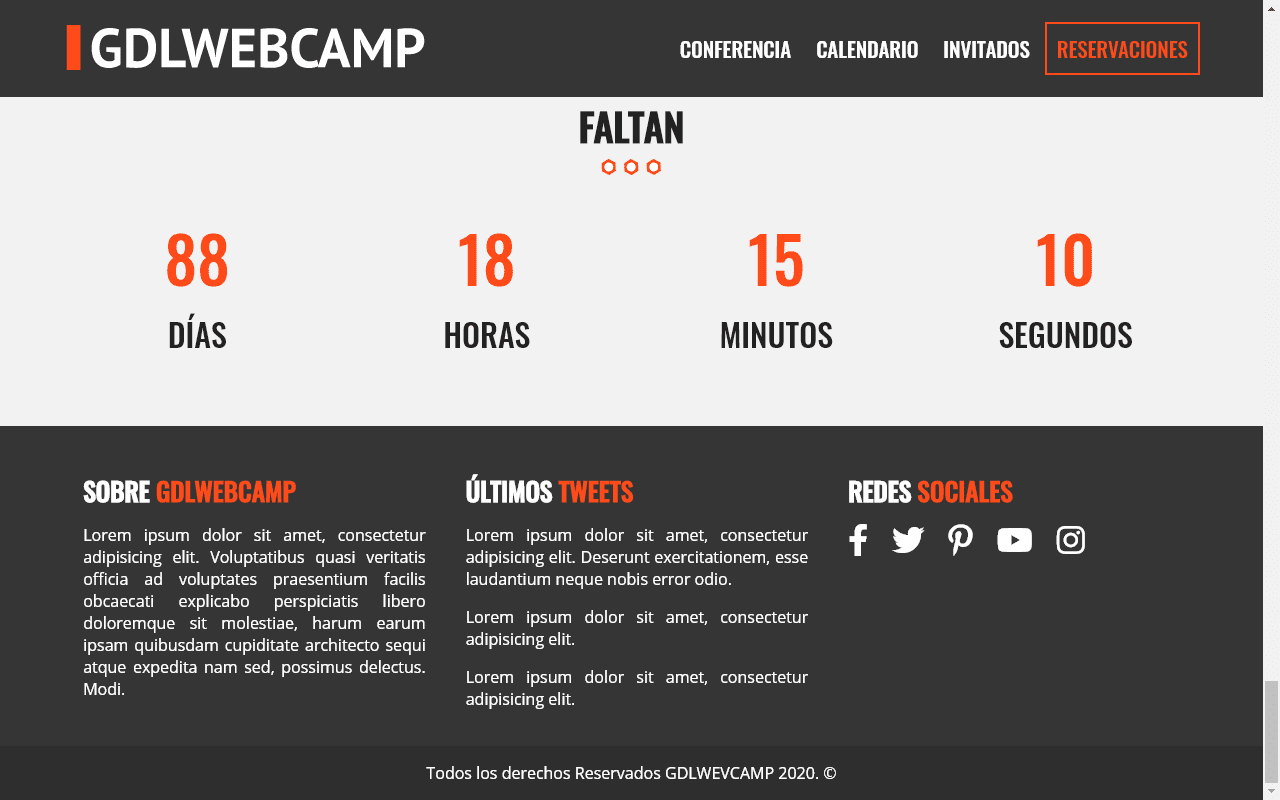 GDLWEBCAMP
CONFERENCIA CALENDARIO INVITADOS RESERVACIONES
FALTAN
88 18 15 10
DÍAS HORAS MINUTOS SEGUNDOS
SOBRE GDLWEBCAMP
Lorem ipsum dolor sit amet, consectetur
adipisicing elit. Voluptatibus quasi veritatis
officia ad voluptates praesentium facilis
obcaecati explicabo perspiciatis libero
doloremque sit molestiae, harum earum
ipsam quibusdam cupiditate architecto sequi
atque expedita nam sed, possimus delectus.
Modi.
ÚLTIMOS TWEETS
Lorem ipsum dolor sit amet, consectetur
adipisicing elit. Deserunt exercitationem, esse
laudantium neque nobis error odio.
Lorem ipsum dolor sit amet, consectetur
adipisicing elit.
Lorem ipsum dolor sit amet, consectetur
adipisicing elit.
REDES SOCIALES
Todos los derechos Reservados GDLWEVCAMP 2020. ©